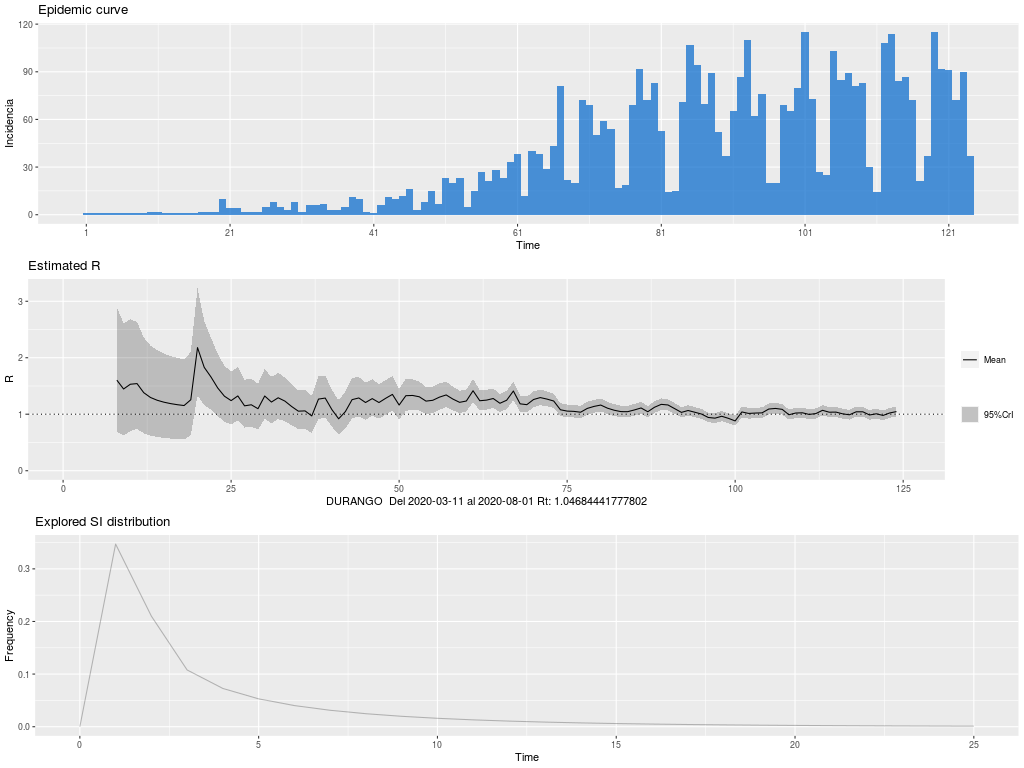 Epidemic curve
120
90
60
30
0
Incidencia
1 21 41 61 81 101 121
Time
Estimated R
3
2
1
0
R
0 25 50 75 100 125
DURANGO Del 2020-03-11 al 2020-08-01 Rt: 1.04684441777802
Mean
95%CrI
Explored SI distribution
0.3
0.2
0.1
0.0
Frequency
0 5 10 15 20 25
Time